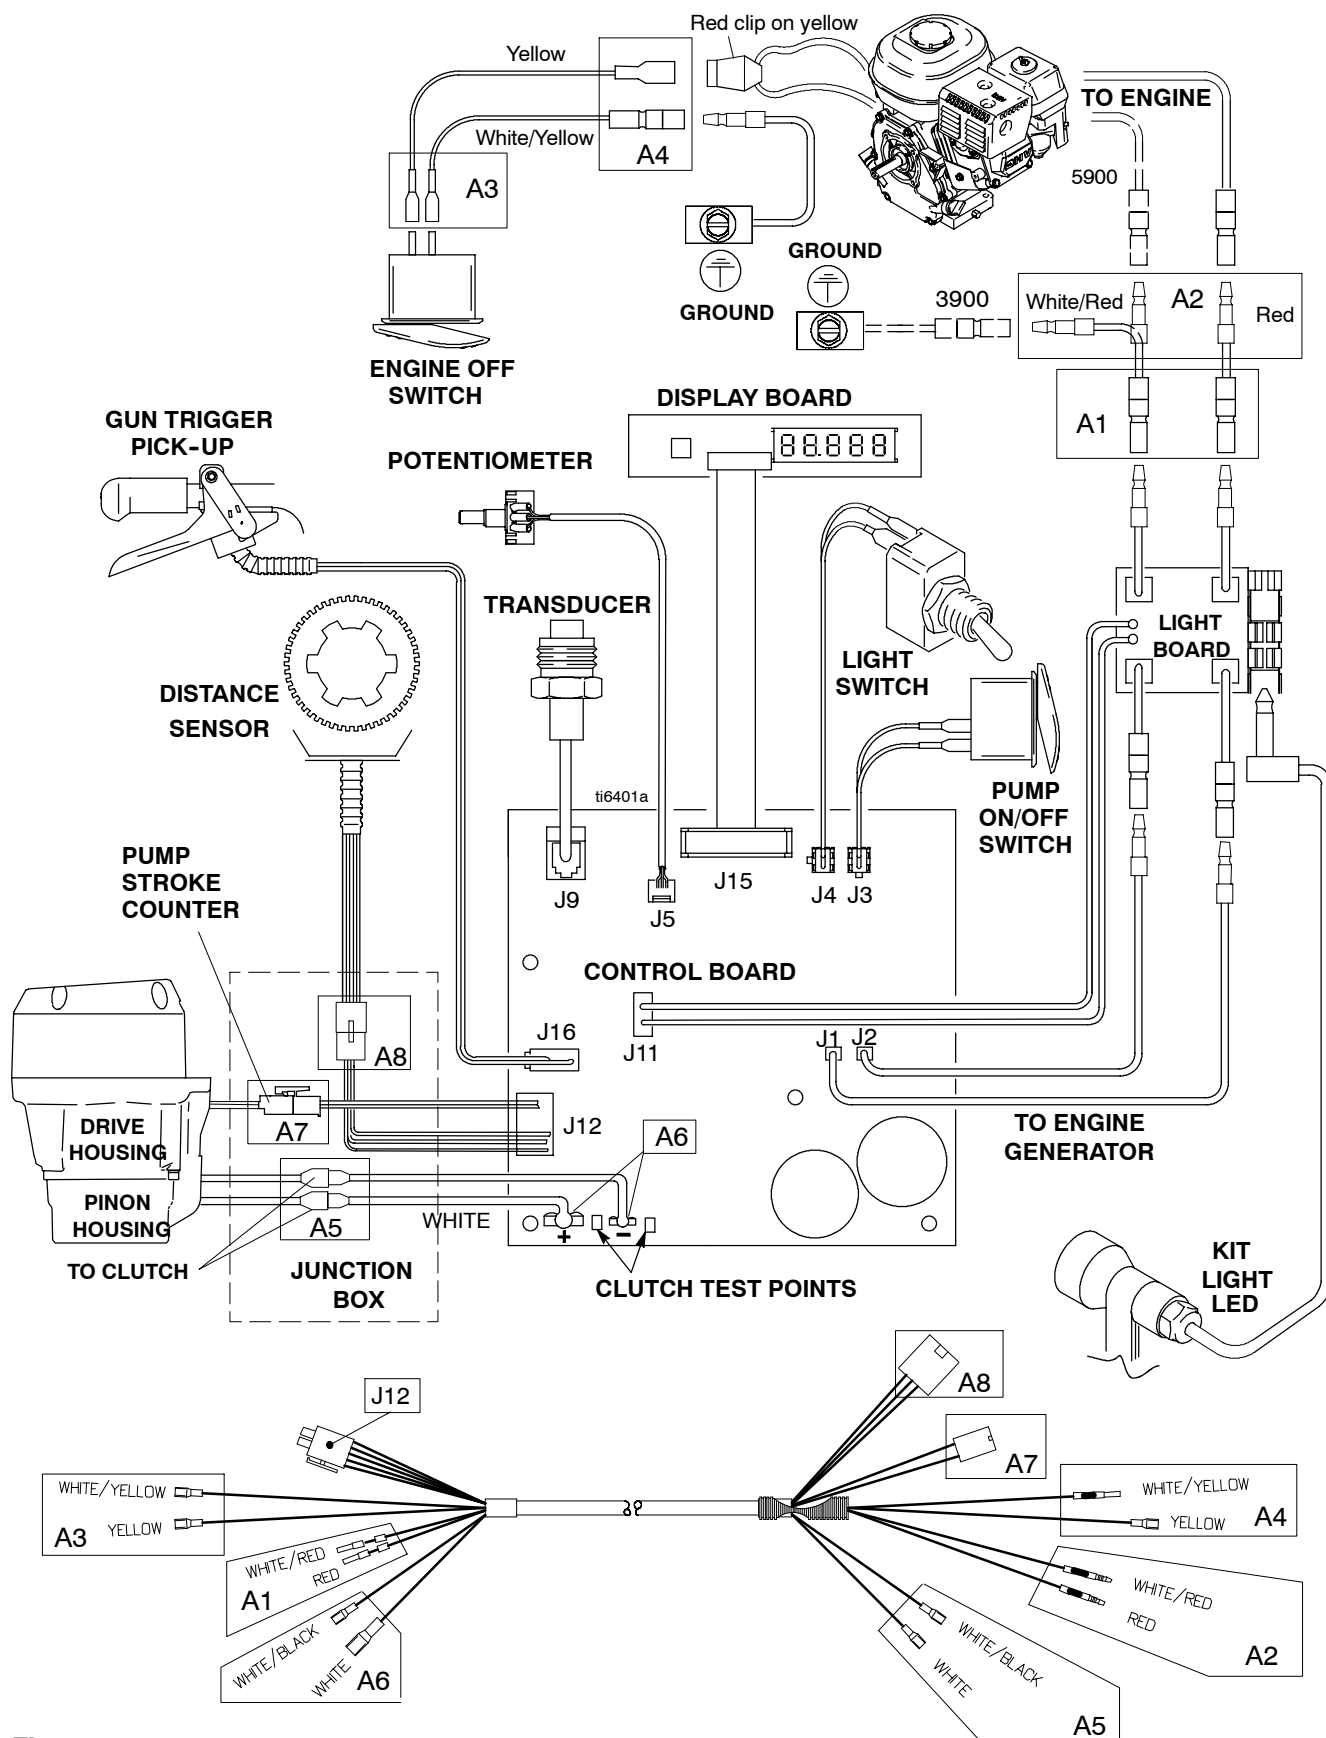 Red clip on yellow
Yellow
TO ENGINE
White/Yellow
A4
A3
5900
GROUND
GROUND
3900
White/Red
A2
Red
ENGINE OFF
SWITCH
DISPLAY BOARD
A1
GUN TRIGGER
PICK-UP
POTENTIOMETER
88.888
TRANSDUCER
LIGHT
BOARD
LIGHT
SWITCH
DISTANCE
SENSOR
ti6401a
PUMP
ON/OFF
SWITCH
PUMP
STROKE
COUNTER
J9
J5
J15
J4
J3
CONTROL BOARD
J16
J11
J1
J2
A8
A7
J12
A6
DRIVE
HOUSING
TO ENGINE
GENERATOR
PINON
HOUSING
A5
WHITE
+
−
TO CLUTCH
JUNCTION
BOX
CLUTCH TEST POINTS
KIT
LIGHT
LED
J12
A8
A7
WHITE/YELLOW
YELLOW
A3
WHITE/YELLOW
YELLOW
A4
WHITE/RED
RED
A1
WHITE/RED
RED
A2
WHITE/BLACK
WHITE
A6
WHITE/BLACK
WHITE
A5